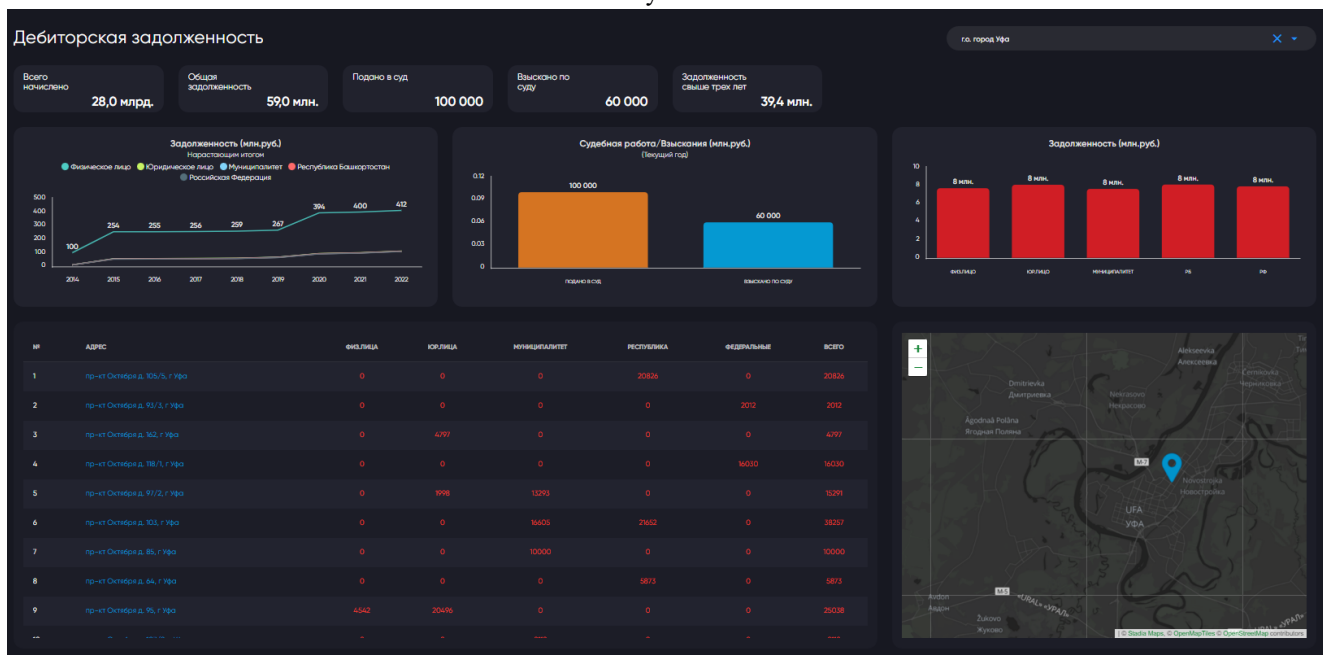 Дебиторская задолженность
г.о. город Уфа
Всего начислено
28,0 млрд.
Общая задолженность
59,0 млн.
Подано в суд
100 000
Взыскано по суду
60 000
Задолженность свыше трех лет
39,4 млн.
Задолженность (млн.руб.)
Нарастающим итогом
Физическое лицо Юридическое лицо Муниципалитет Республика Башкортостан
Российская Федерация
500
400
300
200
100
0
100 254 255 256 259 267 394 400 412
2014 2015 2016 2017 2018 2019 2020 2021 2022
Судебная работа/Взыскания (млн.руб.)
(Текущий год)
0.12
0.09
0.06
0.03
0
100 000
60 000
ПОДАНО В СУД ВЗЫСКАНО ПО СУДУ
Задолженность (млн.руб.)
10
8
6
4
2
0
8 млн. 8 млн. 8 млн. 8 млн. 8 млн.
ФИЗ.ЛИЦО ЮР.ЛИЦО МУНИЦИПАЛИТЕТ РБ РФ
№ АДРЕС ФИЗ.ЛИЦА ЮР.ЛИЦА МУНИЦИПАЛИТЕТ РЕСПУБЛИКА ФЕДЕРАЛЬНЫЕ ВСЕГО
1 пр-кт Октября д. 105/5, г Уфа 0 0 0 20826 0 20826
2 пр-кт Октября д. 93/3, г Уфа 0 0 0 0 2012 2012
3 пр-кт Октября д. 162, г Уфа 0 4797 0 0 0 4797
4 пр-кт Октября д. 118/1, г Уфа 0 0 0 0 16030 16030
5 пр-кт Октября д. 97/2, г Уфа 0 1998 13293 0 0 15291
6 пр-кт Октября д. 103, г Уфа 0 0 16605 21652 0 38257
7 пр-кт Октября д. 85, г Уфа 0 0 10000 0 0 10000
8 пр-кт Октября д. 64, г Уфа 0 0 0 5873 0 5873
9 пр-кт Октября д. 95, г Уфа 4542 20496 0 0 0 25038
+
−
Alekseevka
Алексеевка
Dmitrievka
Дмитриевка
Černikovka
Черниковка
Nekrasovo
Некрасово
Âgodnaâ Polâna
Ягодная Поляна
M-7
Novostrojka
Новостройка
UFA
УФА
M-5
«URAL» «УРАЛ»
Avdon
Авдон
Žukovo
Жуково
«URAL» «УРАЛ»
| © Stadia Maps, © OpenMapTiles © OpenStreetMap contributors